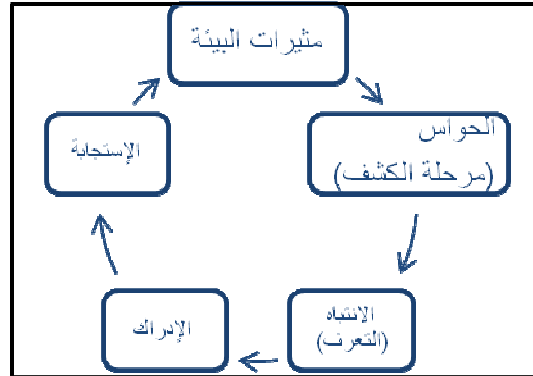 مثيرات البيئة
الحواس
(مرحلة الكشف)
الانتباه
(التعرف)
الإدراك
الإستجابة